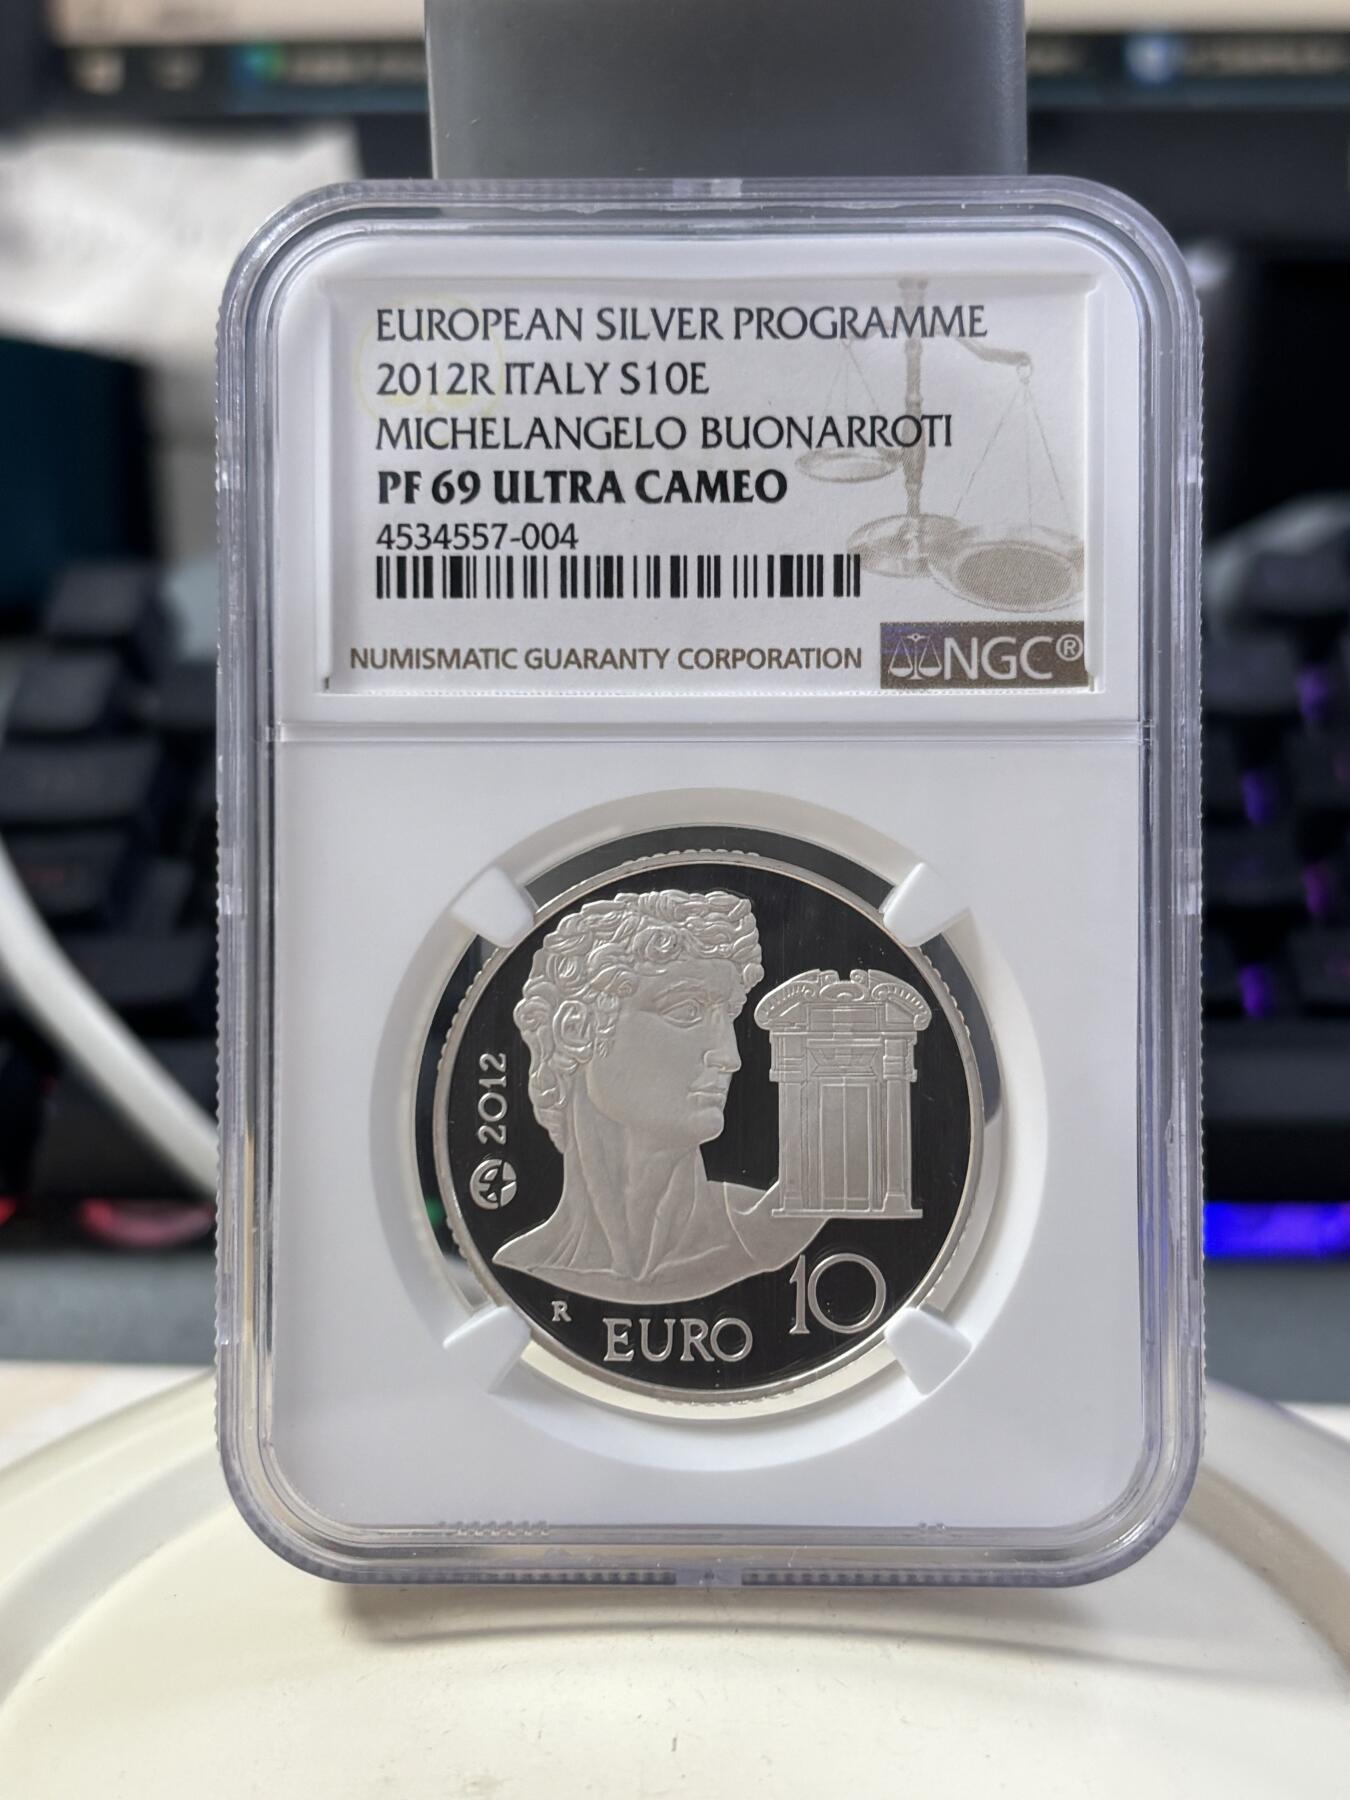 EUROPEAN SILVER PROGRAMME
2012R ITALY S10E
MICHELANGELO BUONARROTI
PF 69 ULTRA CAMEO
4534557-004
NUMISMATIC GUARANTY CORPORATION NGC®
2012
R
EURO
10